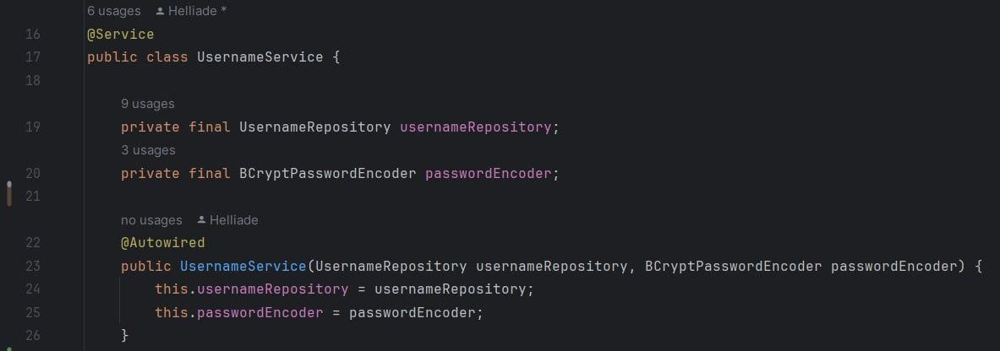 6 usages Helliade *
16 @Service
17 public class UsernameService {
18
9 usages
19 private final UsernameRepository usernameRepository;
3 usages
20 private final BCryptPasswordEncoder passwordEncoder;
21
no usages Helliade
22 @Autowired
23 public UsernameService(UsernameRepository usernameRepository, BCryptPasswordEncoder passwordEncoder) {
24 this.usernameRepository = usernameRepository;
25 this.passwordEncoder = passwordEncoder;
26 }